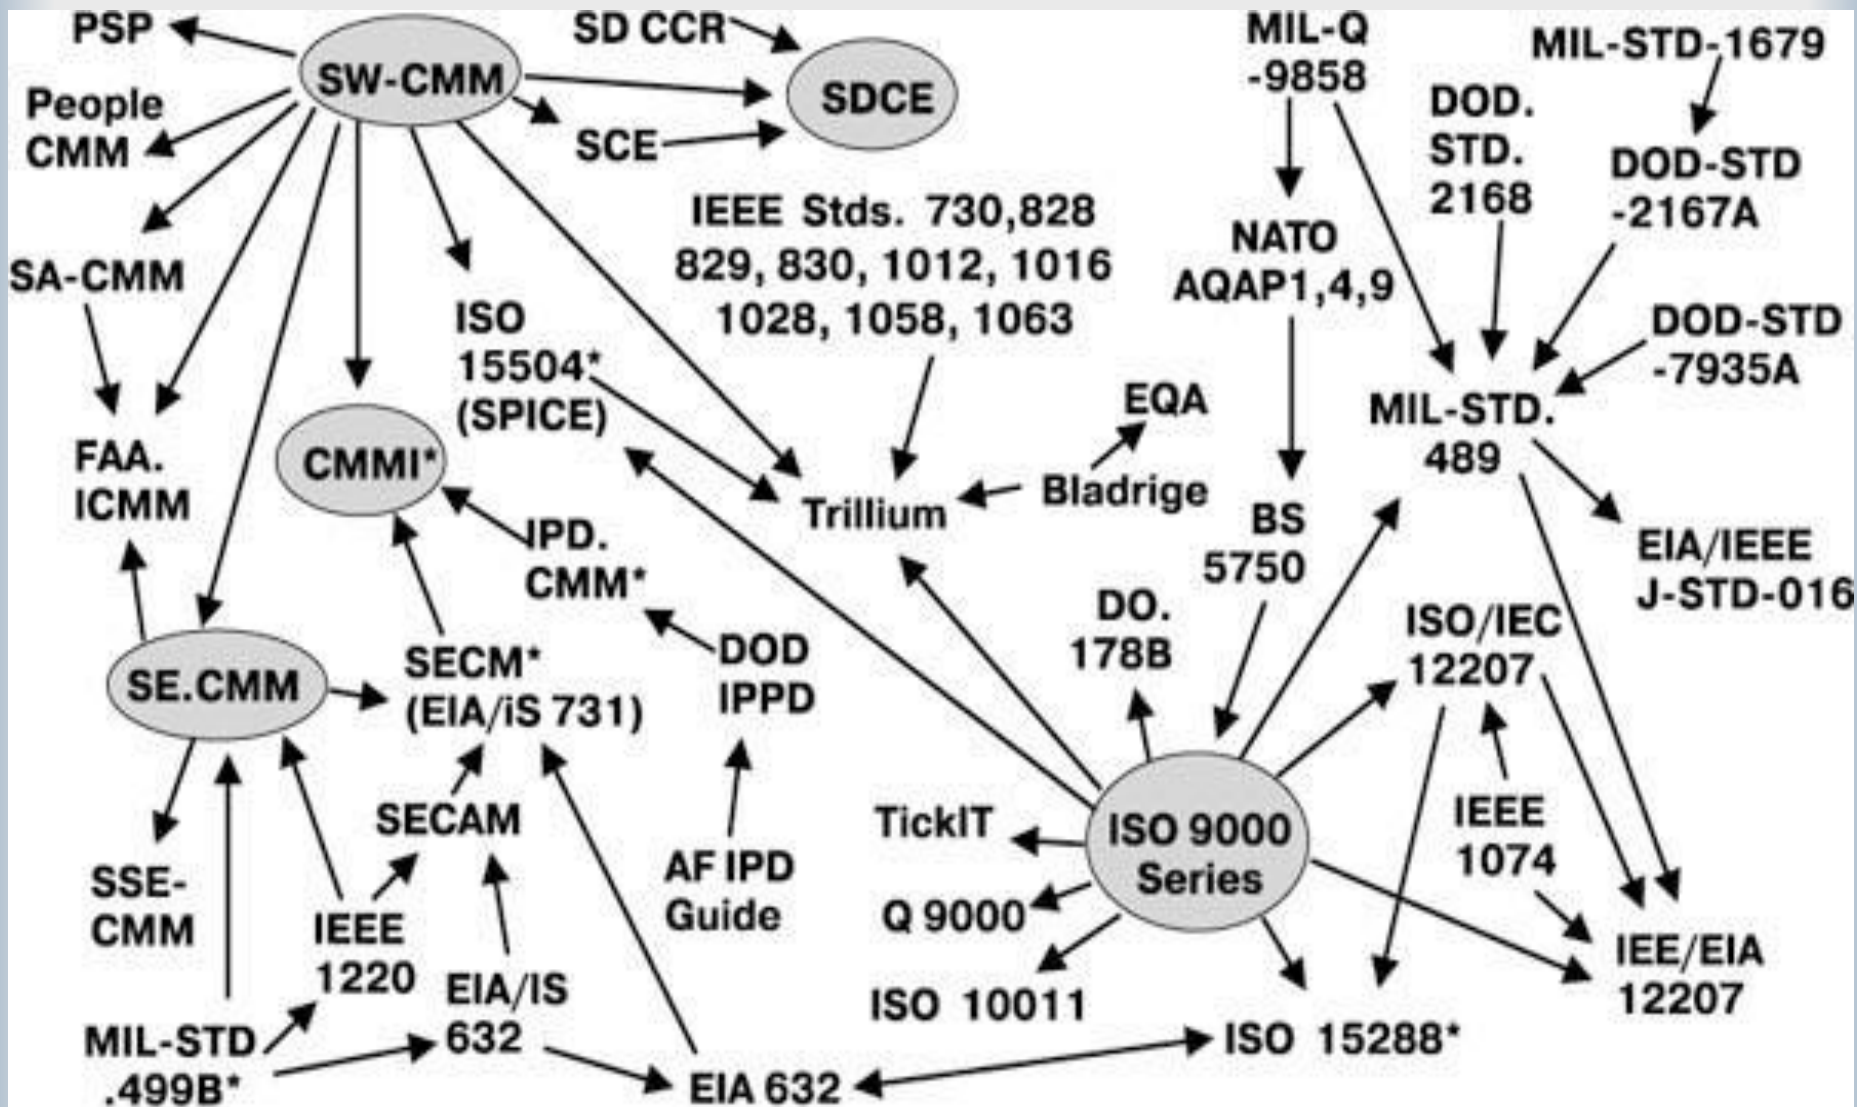 PSP
SW-CMM
SD CCR
SDCE
SCE
People
CMM
SA-CMM
MIL-Q
-9858
MIL-STD-1679
DOD.
STD.
2168
DOD-STD
-2167A
IEEE Stds. 730,828
829, 830, 1012, 1016
1028, 1058, 1063
NATO
AQAP1,4,9
DOD-STD
-7935A
ISO
15504*
(SPICE)
EQA
MIL-STD.
489
FAA.
ICMM
CMMI*
Trillium
Bladrige
BS
5750
EIA/IEEE
J-STD-016
IPD.
CMM*
DO.
178B
ISO/IEC
12207
SE.CMM
SECM*
(EIA/iS 731)
DOD
IPPD
SECAM
TickIT
ISO 9000
Series
IEEE
1074
SSE-
CMM
IEEE
1220
AF IPD
Guide
Q 9000
ISO 10011
IEE/EIA
12207
MIL-STD
.499B*
EIA/IS
632
EIA 632
ISO 15288*